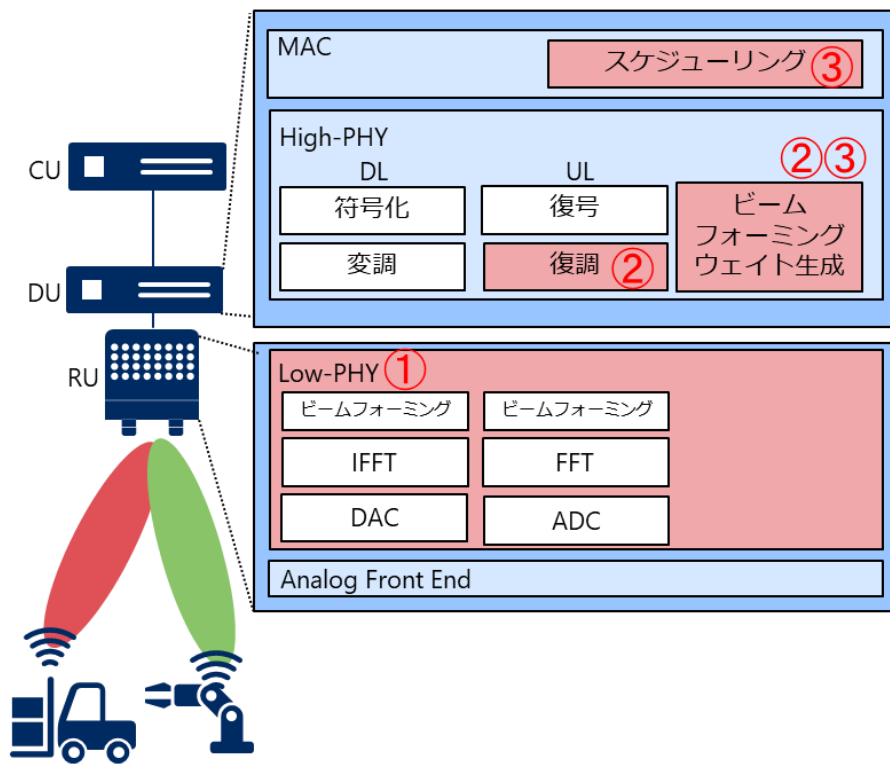 MAC
スケジューリング③
High-PHY
②③
DL
UL
符号化
復号
変調
復調②
ビーム
フォーミング
ウェイト生成
CU
DU
RU
Low-PHY①
ビームフォーミング
ビームフォーミング
IFFT
FFT
DAC
ADC
Analog Front End